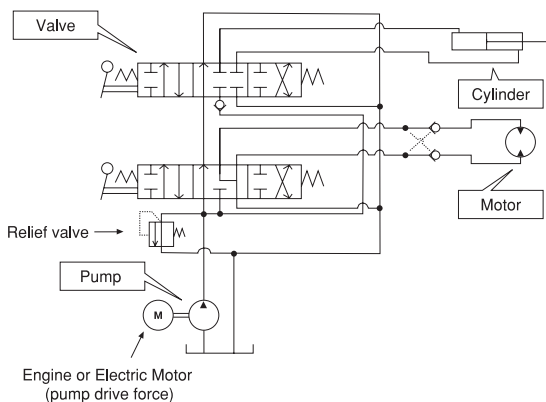 Valve
Cylinder
Motor
Relief valve
Pump
M
Engine or Electric Motor
(pump drive force)